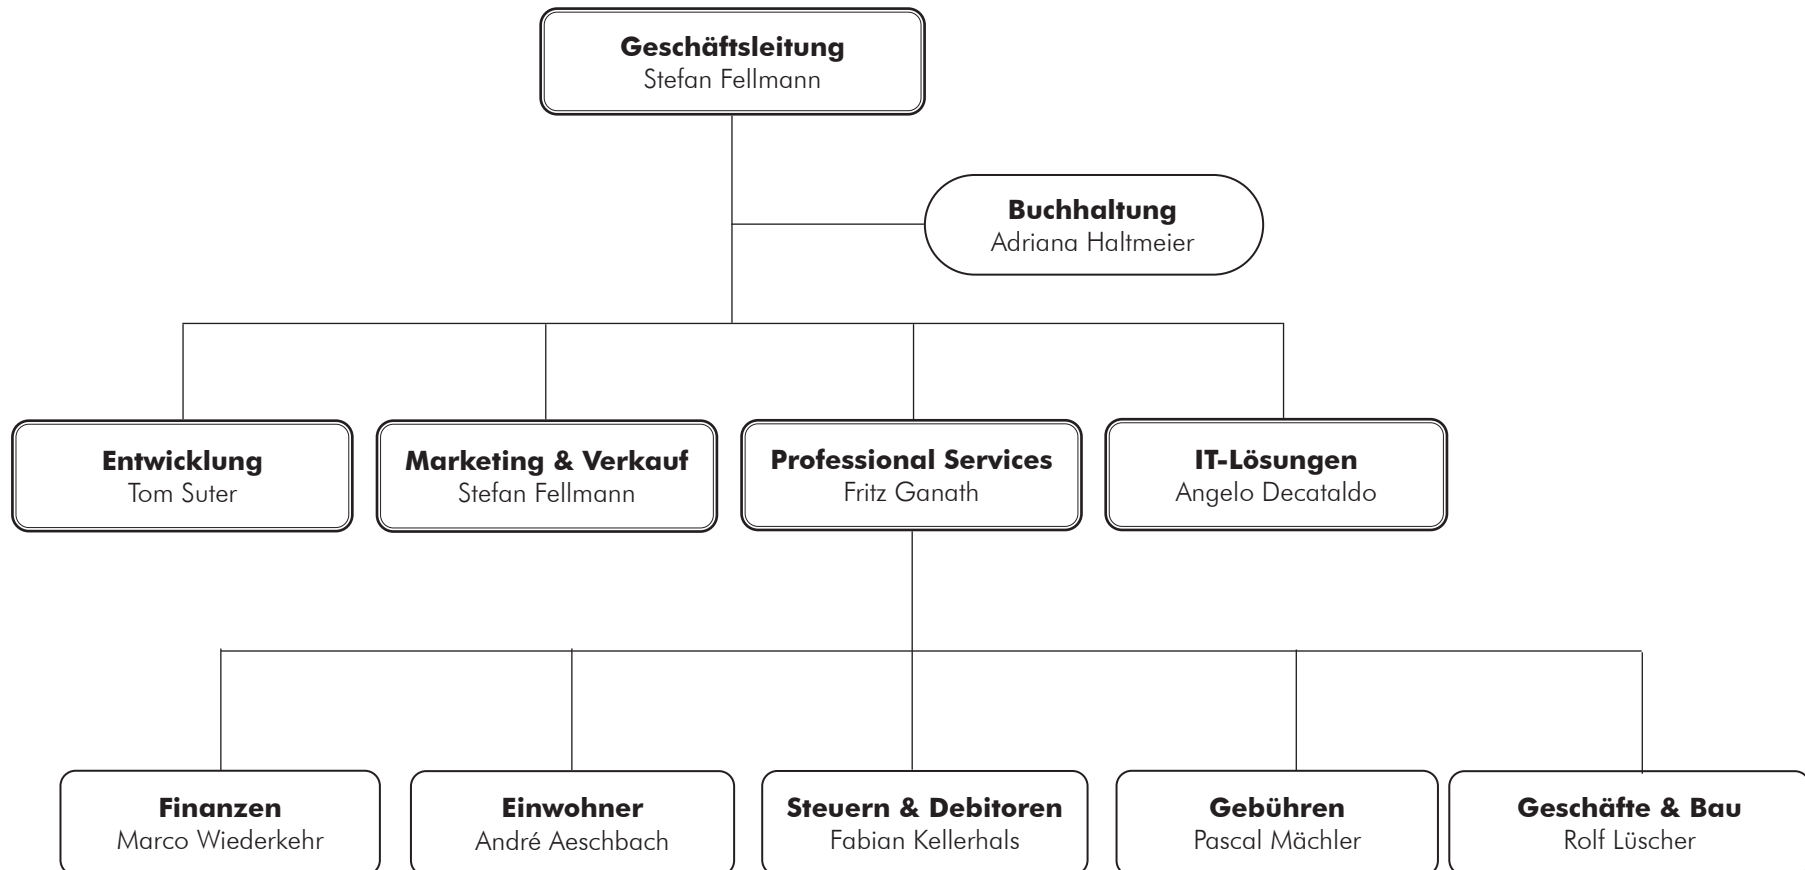 Geschäftsleitung
Stefan Fellmann
Buchhaltung
Adriana Haltmeier
Entwicklung
Tom Suter
Marketing & Verkauf
Stefan Fellmann
Professional Services
Fritz Ganath
IT-Lösungen
Angelo Decataldo
Finanzen
Marco Wiederkehr
Einwohner
André Aeschbach
Steuern & Debitoren
Fabian Kellerhals
Gebühren
Pascal Mächler
Geschäfte & Bau
Rolf Lüscher